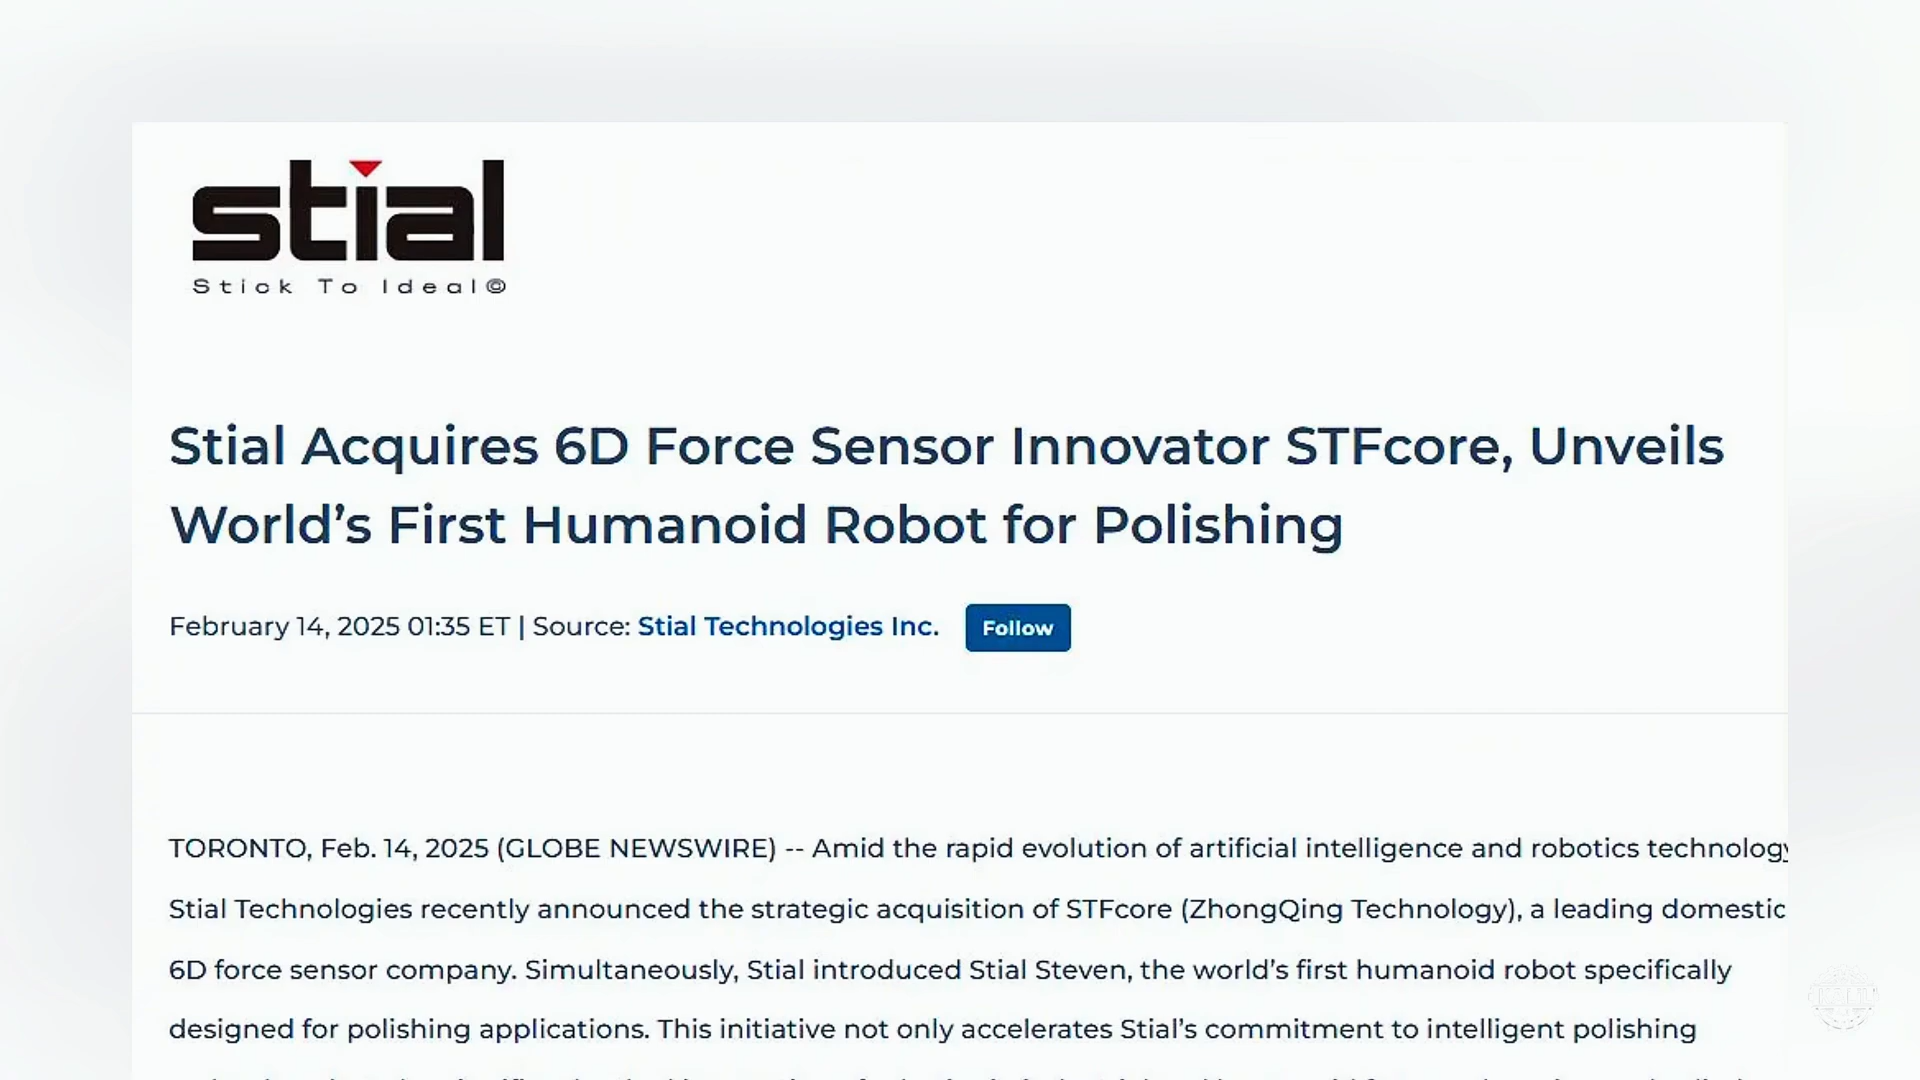 stial
Stick To Ideal©
Stial Acquires 6D Force Sensor Innovator STFcore, Unveils
World’s First Humanoid Robot for Polishing
February 14, 2025 01:35 ET | Source: Stial Technologies Inc. Follow
TORONTO, Feb. 14, 2025 (GLOBE NEWSWIRE) -- Amid the rapid evolution of artificial intelligence and robotics technology
Stial Technologies recently announced the strategic acquisition of STFcore (ZhongQing Technology), a leading domestic
6D force sensor company. Simultaneously, Stial introduced Stial Steven, the world’s first humanoid robot specifically
designed for polishing applications. This initiative not only accelerates Stial’s commitment to intelligent polishing